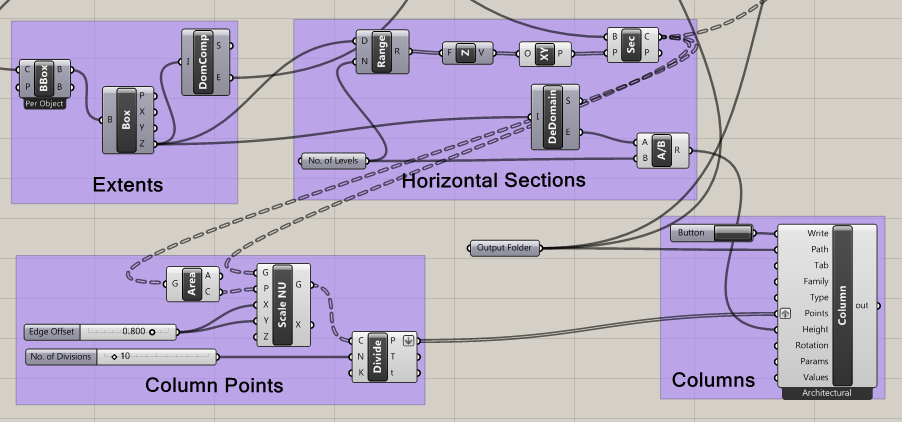 C
P
BBox
B
B
Per Object
B
Box
P
X
Y
Z
I
DomComp
S
E
Extents
D
N
Range
R
F
Z
V
O
XY
P
B
P
Sec
C
P
I
DeDomain
S
E
A
B
A/B
R
No. of Levels
Horizontal Sections
Output Folder
Button
Write
Path
Tab
Family
Type
Points
Height
Rotation
Params
Values
Column
out
Architectural
Columns
G
Area
A
C
G
P
X
Y
Z
Scale NU
G
X
Edge Offset
0.800
No. of Divisions
10
C
N
K
Divide
P
T
t
Column Points